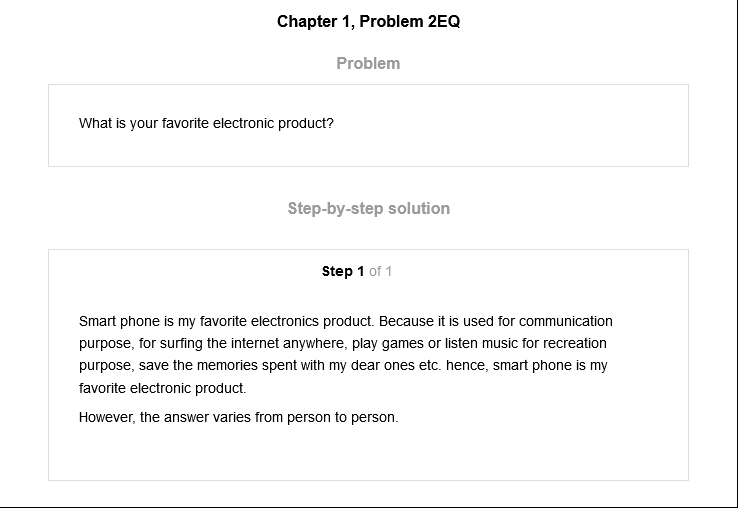 Chapter 1, Problem 2EQ
Problem
What is your favorite electronic product?
Step-by-step solution
Step 1 of 1
Smart phone is my favorite electronics product. Because it is used for communication
purpose, for surfing the internet anywhere, play games or listen music for recreation
purpose, save the memories spent with my dear ones etc. hence, smart phone is my
favorite electronic product.
However, the answer varies from person to person.